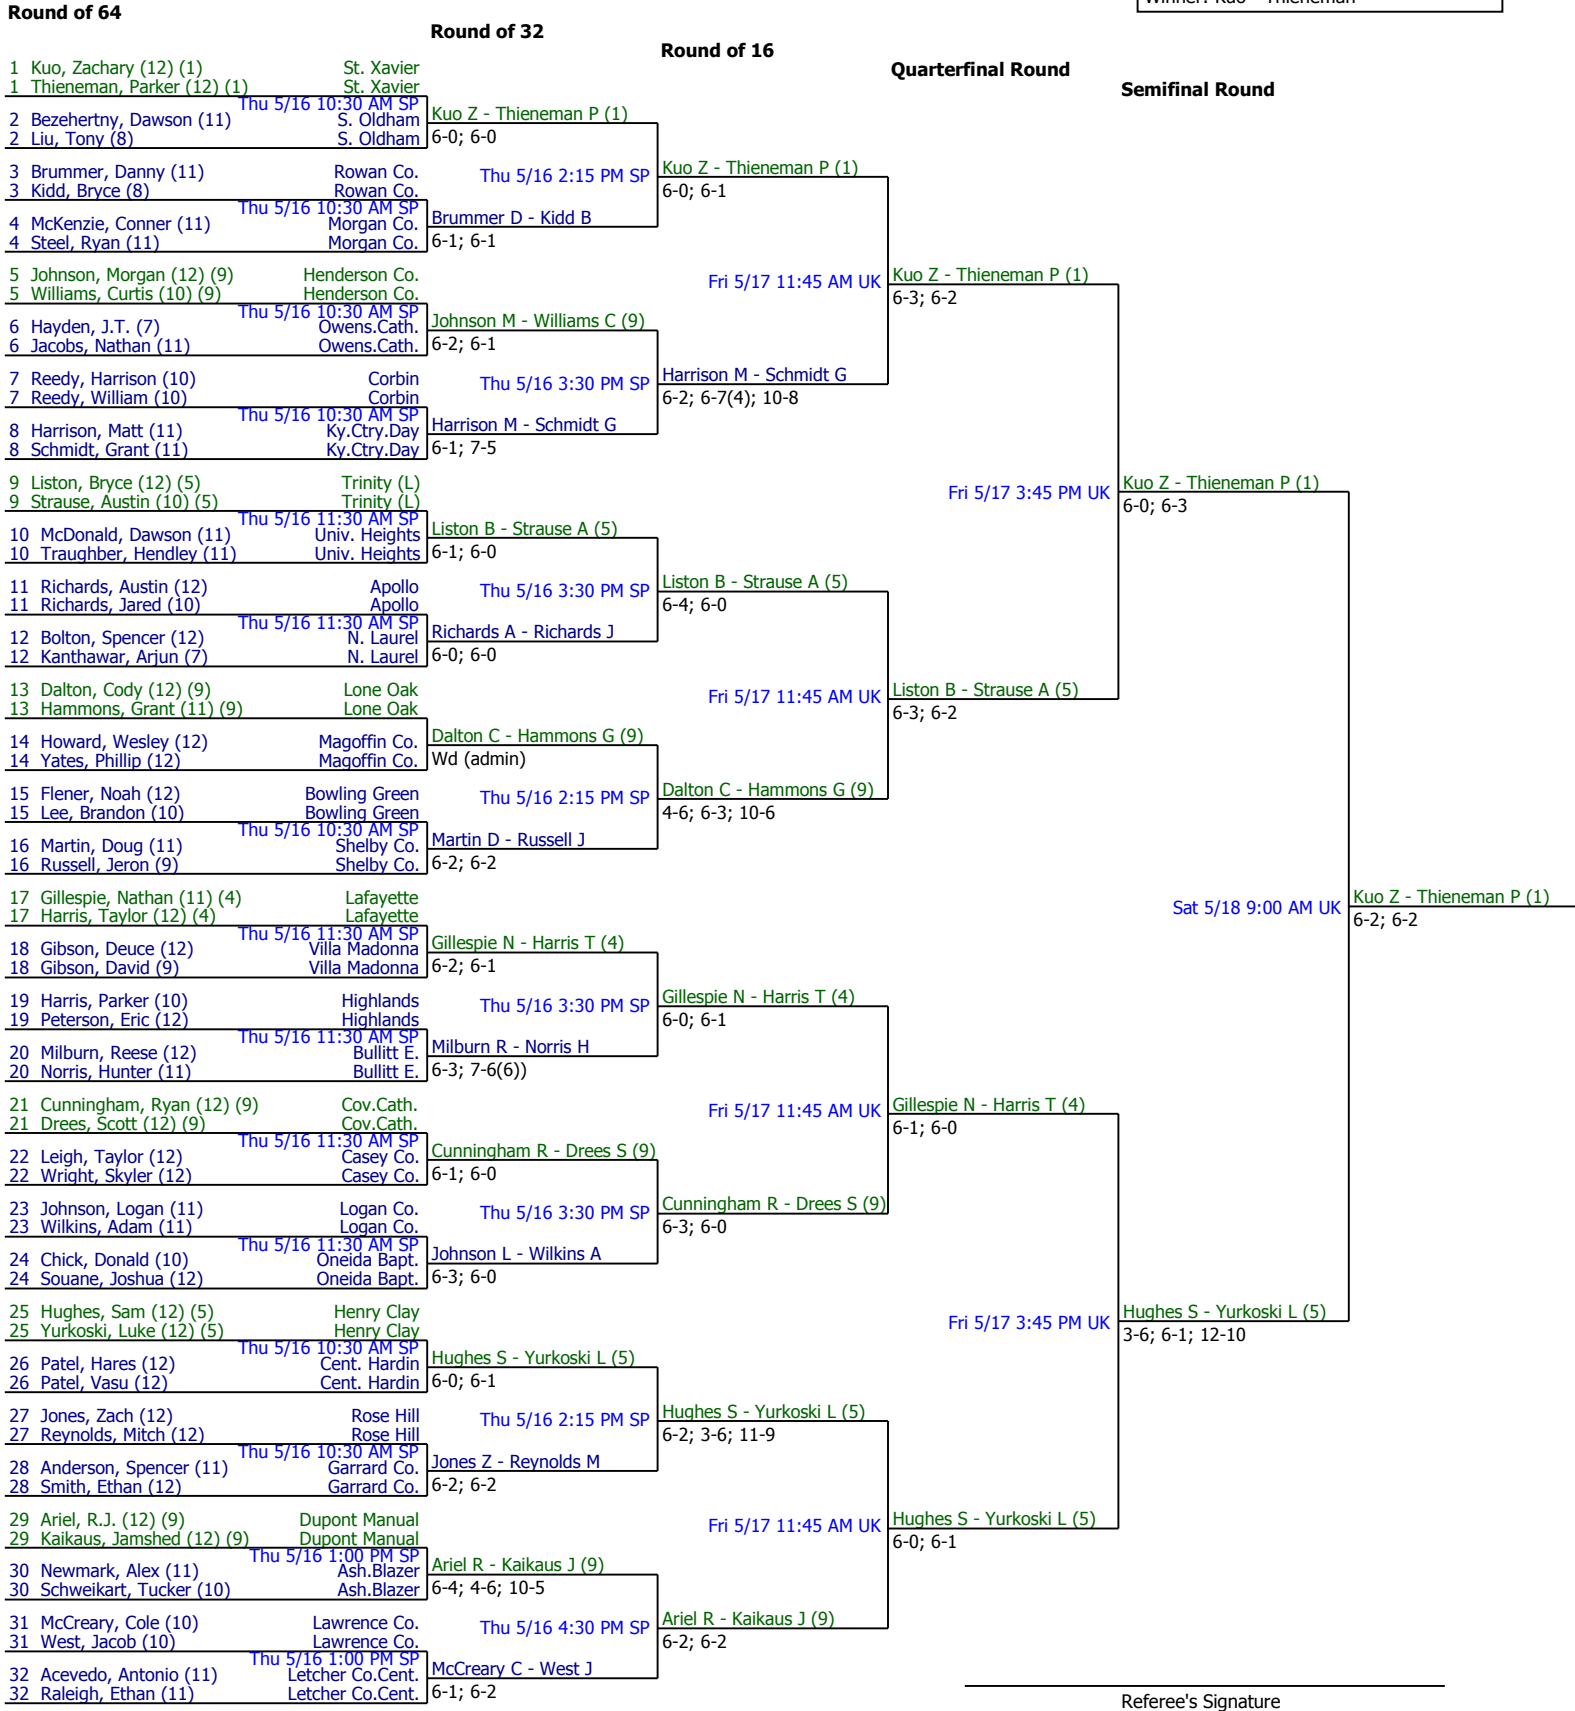 Winner: Kuo - Thieneman
Round of 64
Round of 32
Round of 16
Quarterfinal Round
Semifinal Round
1 Kuo, Zachary (12) (1) St. Xavier
1 Thieneman, Parker (12) (1) St. Xavier
Thu 5/16 10:30 AM SP
2 Bezehertny, Dawson (11) S. Oldham
2 Liu, Tony (8) S. Oldham
3 Brummer, Danny (11) Rowan Co.
3 Kidd, Bryce (8) Rowan Co.
Thu 5/16 10:30 AM SP
4 McKenzie, Conner (11) Morgan Co.
4 Steel, Ryan (11) Morgan Co.
5 Johnson, Morgan (12) (9) Henderson Co.
5 Williams, Curtis (10) (9) Henderson Co.
Thu 5/16 10:30 AM SP
6 Hayden, J.T. (7) Owens.Cath.
6 Jacobs, Nathan (11) Owens.Cath.
7 Reedy, Harrison (10) Corbin
7 Reedy, William (10) Corbin
Thu 5/16 10:30 AM SP
8 Harrison, Matt (11) Ky.Ctry.Day
8 Schmidt, Grant (11) Ky.Ctry.Day
9 Liston, Bryce (12) (5) Trinity (L)
9 Strause, Austin (10) (5) Trinity (L)
Thu 5/16 11:30 AM SP
10 McDonald, Dawson (11) Univ. Heights
10 Traughber, Hendley (11) Univ. Heights
11 Richards, Austin (12) Apollo
11 Richards, Jared (10) Apollo
Thu 5/16 11:30 AM SP
12 Bolton, Spencer (12) N. Laurel
12 Kanthawar, Arjun (7) N. Laurel
13 Dalton, Cody (12) (9) Lone Oak
13 Hammons, Grant (11) (9) Lone Oak
14 Howard, Wesley (12) Magoffin Co.
14 Yates, Phillip (12) Magoffin Co.
15 Flener, Noah (12) Bowling Green
15 Lee, Brandon (10) Bowling Green
Thu 5/16 10:30 AM SP
16 Martin, Doug (11) Shelby Co.
16 Russell, Jeron (9) Shelby Co.
17 Gillespie, Nathan (11) (4) Lafayette
17 Harris, Taylor (12) (4) Lafayette
Thu 5/16 11:30 AM SP
18 Gibson, Deuce (12) Villa Madonna
18 Gibson, David (9) Villa Madonna
19 Harris, Parker (10) Highlands
19 Peterson, Eric (12) Highlands
Thu 5/16 11:30 AM SP
20 Milburn, Reese (12) Bullitt E.
20 Norris, Hunter (11) Bullitt E.
21 Cunningham, Ryan (12) (9) Cov.Cath.
21 Drees, Scott (12) (9) Cov.Cath.
Thu 5/16 11:30 AM SP
22 Leigh, Taylor (12) Casey Co.
22 Wright, Skyler (12) Casey Co.
23 Johnson, Logan (11) Logan Co.
23 Wilkins, Adam (11) Logan Co.
Thu 5/16 11:30 AM SP
24 Chick, Donald (10) Oneida Bapt.
24 Souane, Joshua (12) Oneida Bapt.
25 Hughes, Sam (12) (5) Henry Clay
25 Yurkoski, Luke (12) (5) Henry Clay
Thu 5/16 10:30 AM SP
26 Patel, Hares (12) Cent. Hardin
26 Patel, Vasu (12) Cent. Hardin
27 Jones, Zach (12) Rose Hill
27 Reynolds, Mitch (12) Rose Hill
Thu 5/16 10:30 AM SP
28 Anderson, Spencer (11) Garrard Co.
28 Smith, Ethan (12) Garrard Co.
29 Ariel, R.J. (12) (9) Dupont Manual
29 Kaikaus, Jamshed (12) (9) Dupont Manual
Thu 5/16 1:00 PM SP
30 Newmark, Alex (11) Ash.Blazer
30 Schweikart, Tucker (10) Ash.Blazer
31 McCreary, Cole (10) Lawrence Co.
31 West, Jacob (10) Lawrence Co.
Thu 5/16 1:00 PM SP
32 Acevedo, Antonio (11) Letcher Co.Cent.
32 Raleigh, Ethan (11) Letcher Co.Cent.
Kuo Z - Thieneman P (1)
6-0; 6-0
Thu 5/16 2:15 PM SP
Brummer D - Kidd B
6-1; 6-1
Johnson M - Williams C (9)
6-2; 6-1
Thu 5/16 3:30 PM SP
Harrison M - Schmidt G
6-1; 7-5
Liston B - Strause A (5)
6-1; 6-0
Thu 5/16 3:30 PM SP
Richards A - Richards J
6-0; 6-0
Dalton C - Hammons G (9)
Wd (admin)
Thu 5/16 2:15 PM SP
Martin D - Russell J
6-2; 6-2
Gillespie N - Harris T (4)
6-2; 6-1
Thu 5/16 3:30 PM SP
Milburn R - Norris H
6-3; 7-6(6))
Cunningham R - Drees S (9)
6-1; 6-0
Thu 5/16 3:30 PM SP
Johnson L - Wilkins A
6-3; 6-0
Hughes S - Yurkoski L (5)
6-0; 6-1
Thu 5/16 2:15 PM SP
Jones Z - Reynolds M
6-2; 6-2
Ariel R - Kaikaus J (9)
6-4; 4-6; 10-5
Thu 5/16 4:30 PM SP
McCreary C - West J
6-1; 6-2
Kuo Z - Thieneman P (1)
6-0; 6-1
Fri 5/17 11:45 AM UK
Harrison M - Schmidt G
6-2; 6-7(4); 10-8
Liston B - Strause A (5)
6-4; 6-0
Fri 5/17 11:45 AM UK
Dalton C - Hammons G (9)
4-6; 6-3; 10-6
Gillespie N - Harris T (4)
6-0; 6-1
Fri 5/17 11:45 AM UK
Cunningham R - Drees S (9)
6-3; 6-0
Hughes S - Yurkoski L (5)
6-2; 3-6; 11-9
Fri 5/17 11:45 AM UK
Ariel R - Kaikaus J (9)
6-2; 6-2
Kuo Z - Thieneman P (1)
6-3; 6-2
Fri 5/17 3:45 PM UK
Liston B - Strause A (5)
6-3; 6-2
Gillespie N - Harris T (4)
6-1; 6-0
Fri 5/17 3:45 PM UK
Hughes S - Yurkoski L (5)
6-0; 6-1
Kuo Z - Thieneman P (1)
6-0; 6-3
Sat 5/18 9:00 AM UK
Hughes S - Yurkoski L (5)
3-6; 6-1; 12-10
Kuo Z - Thieneman P (1)
6-2; 6-2
Referee's Signature